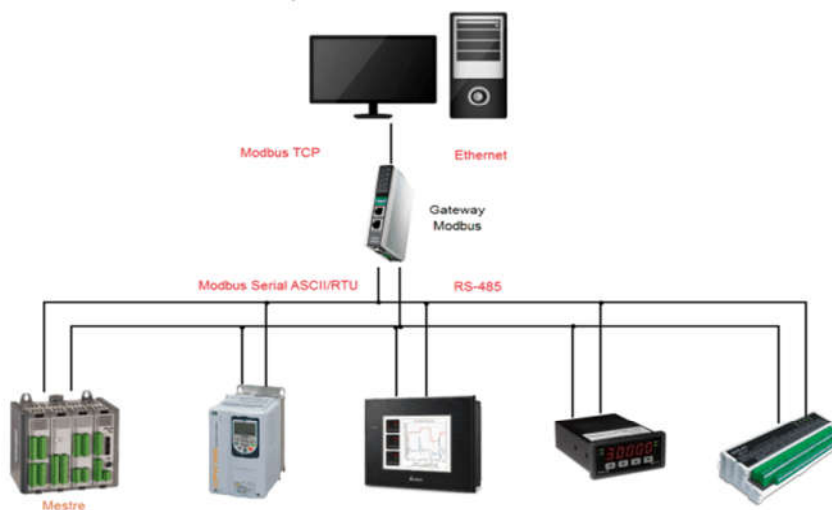 Modbus TCP
Ethernet
Gateway
Modbus
Modbus Serial ASCII/RTU
RS-485
30000
Mestre